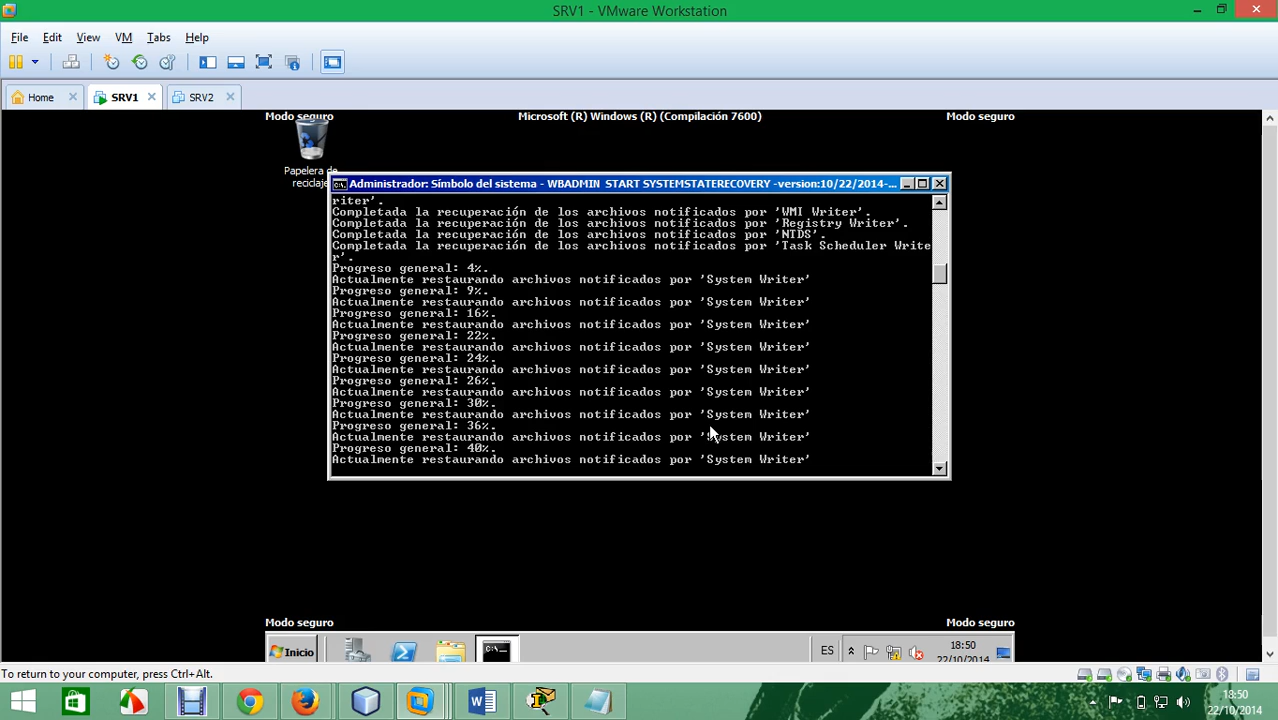 SRV1 - VMware Workstation
File Edit View VM Tabs Help
Home SRV1 SRV2
Modo seguro Microsoft (R) Windows (R) (Compilación 7600) Modo seguro
Papelera de
reciclaje
Administrador: Símbolo del sistema - WBADMIN START SYSTEMSTATERECOVERY -version:10/22/2014-...
riter'.
Completada la recuperación de los archivos notificados por 'WMI Writer'.
Completada la recuperación de los archivos notificados por 'Registry Writer'.
Completada la recuperación de los archivos notificados por 'NTDS'.
Completada la recuperación de los archivos notificados por 'Task Scheduler Write
r'.
Progreso general: 4%.
Actualmente restaurando archivos notificados por 'System Writer'
Progreso general: 9%.
Actualmente restaurando archivos notificados por 'System Writer'
Progreso general: 16%.
Actualmente restaurando archivos notificados por 'System Writer'
Progreso general: 22%.
Actualmente restaurando archivos notificados por 'System Writer'
Progreso general: 24%.
Actualmente restaurando archivos notificados por 'System Writer'
Progreso general: 26%.
Actualmente restaurando archivos notificados por 'System Writer'
Progreso general: 30%.
Actualmente restaurando archivos notificados por 'System Writer'
Progreso general: 36%.
Actualmente restaurando archivos notificados por 'System Writer'
Progreso general: 40%.
Actualmente restaurando archivos notificados por 'System Writer'
Modo seguro Modo seguro
Inicio C:\_ ES 18:50
22/10/2014
To return to your computer, press Ctrl+Alt.
18:50
22/10/2014